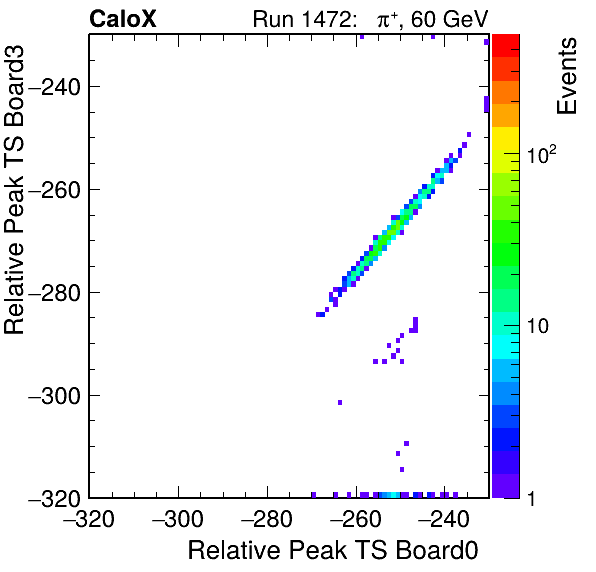 CaloX Run 1472: π⁺, 60 GeV
Relative Peak TS Board3
Events
−240
−260
−280
−300
−320
10²
10
1
−320 −300 −280 −260 −240
Relative Peak TS Board0